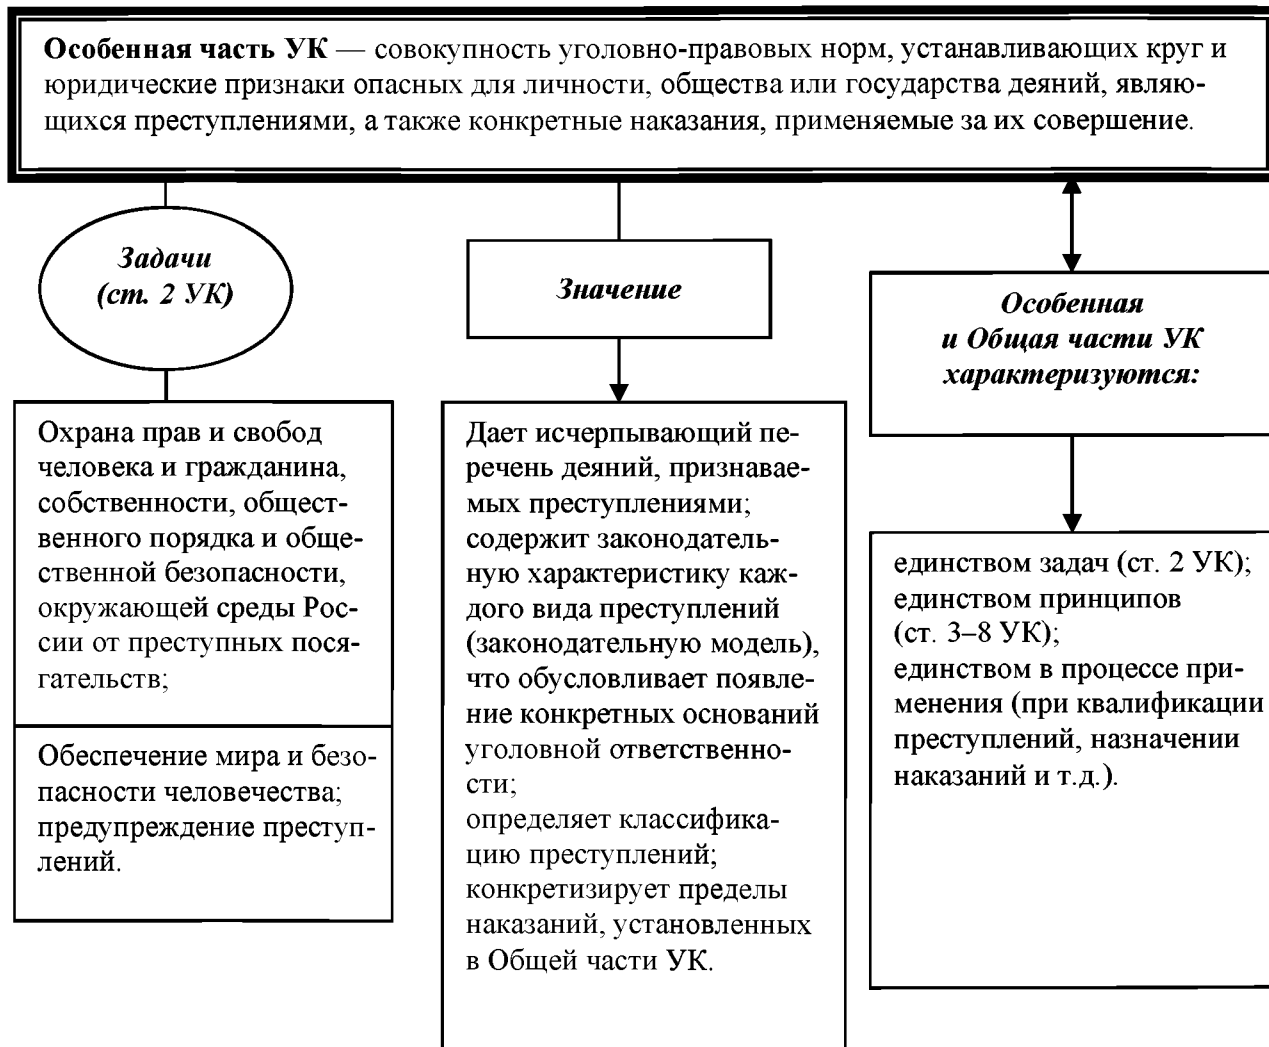 Особенная часть УК — совокупность уголовно-правовых норм, устанавливающих круг и
юридические признаки опасных для личности, общества или государства деяний, являю-
щихся преступлениями, а также конкретные наказания, применяемые за их совершение.
Задачи
(ст. 2 УК)
Охрана прав и свобод
человека и гражданина,
собственности, общест-
венного порядка и обще-
ственной безопасности,
окружающей среды Рос-
сии от преступных пося-
гательств;
Обеспечение мира и безо-
пасности человечества;
предупреждение преступ-
лений.
Значение
Дает исчерпывающий пе-
речень деяний, признавае-
мых преступлениями;
содержит законодатель-
ную характеристику каж-
дого вида преступлений
(законодательную модель),
что обусловливает появле-
ние конкретных оснований
уголовной ответственно-
сти;
определяет классифика-
цию преступлений;
конкретизирует пределы
наказаний, установленных
в Общей части УК.
Особенная
и Общая части УК
характеризуются:
единством задач (ст. 2 УК);
единством принципов
(ст. 3–8 УК);
единством в процессе при-
менения (при квалификации
преступлений, назначении
наказаний и т.д.).